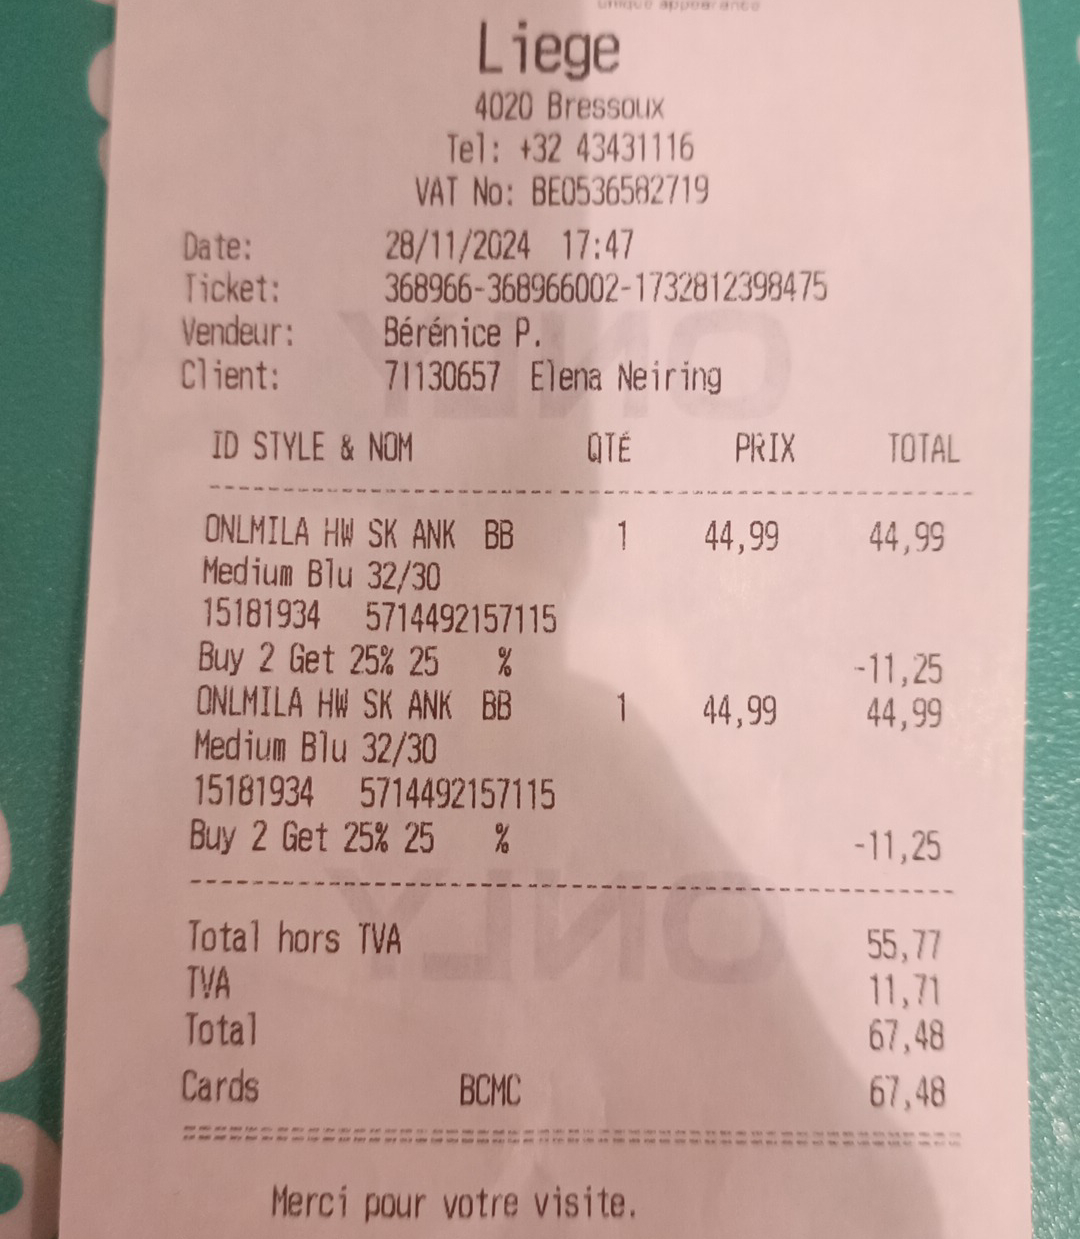 unique appearance
Liege
4020 Bressoux
Tel: +32 43431116
VAT No: BE0536582719
Date: 28/11/2024 17:47
Ticket: 368966-368966002-1732812398475
Vendeur: Bérénice P.
Client: 71130657 Elena Neiring
ID STYLE & NOM QTÉ PRIX TOTAL
ONLMILA HW SK ANK BB 1 44,99 44,99
Medium Blu 32/30
15181934 5714492157115
Buy 2 Get 25% 25 % -11,25
ONLMILA HW SK ANK BB 1 44,99 44,99
Medium Blu 32/30
15181934 5714492157115
Buy 2 Get 25% 25 % -11,25
Total hors TVA 55,77
TVA 11,71
Total 67,48
Cards BCMC 67,48
Merci pour votre visite.
ONLY
ONLY